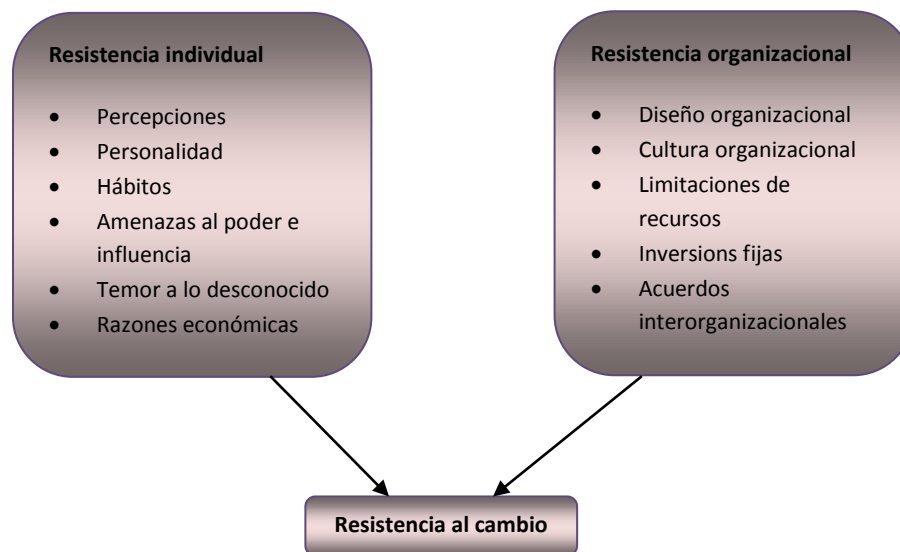 Resistencia individual
• Percepciones
• Personalidad
• Hábitos
• Amenazas al poder e
influencia
• Temor a lo desconocido
• Razones económicas
Resistencia organizacional
• Diseño organizacional
• Cultura organizacional
• Limitaciones de
recursos
• Inversions fijas
• Acuerdos
interorganizacionales
Resistencia al cambio